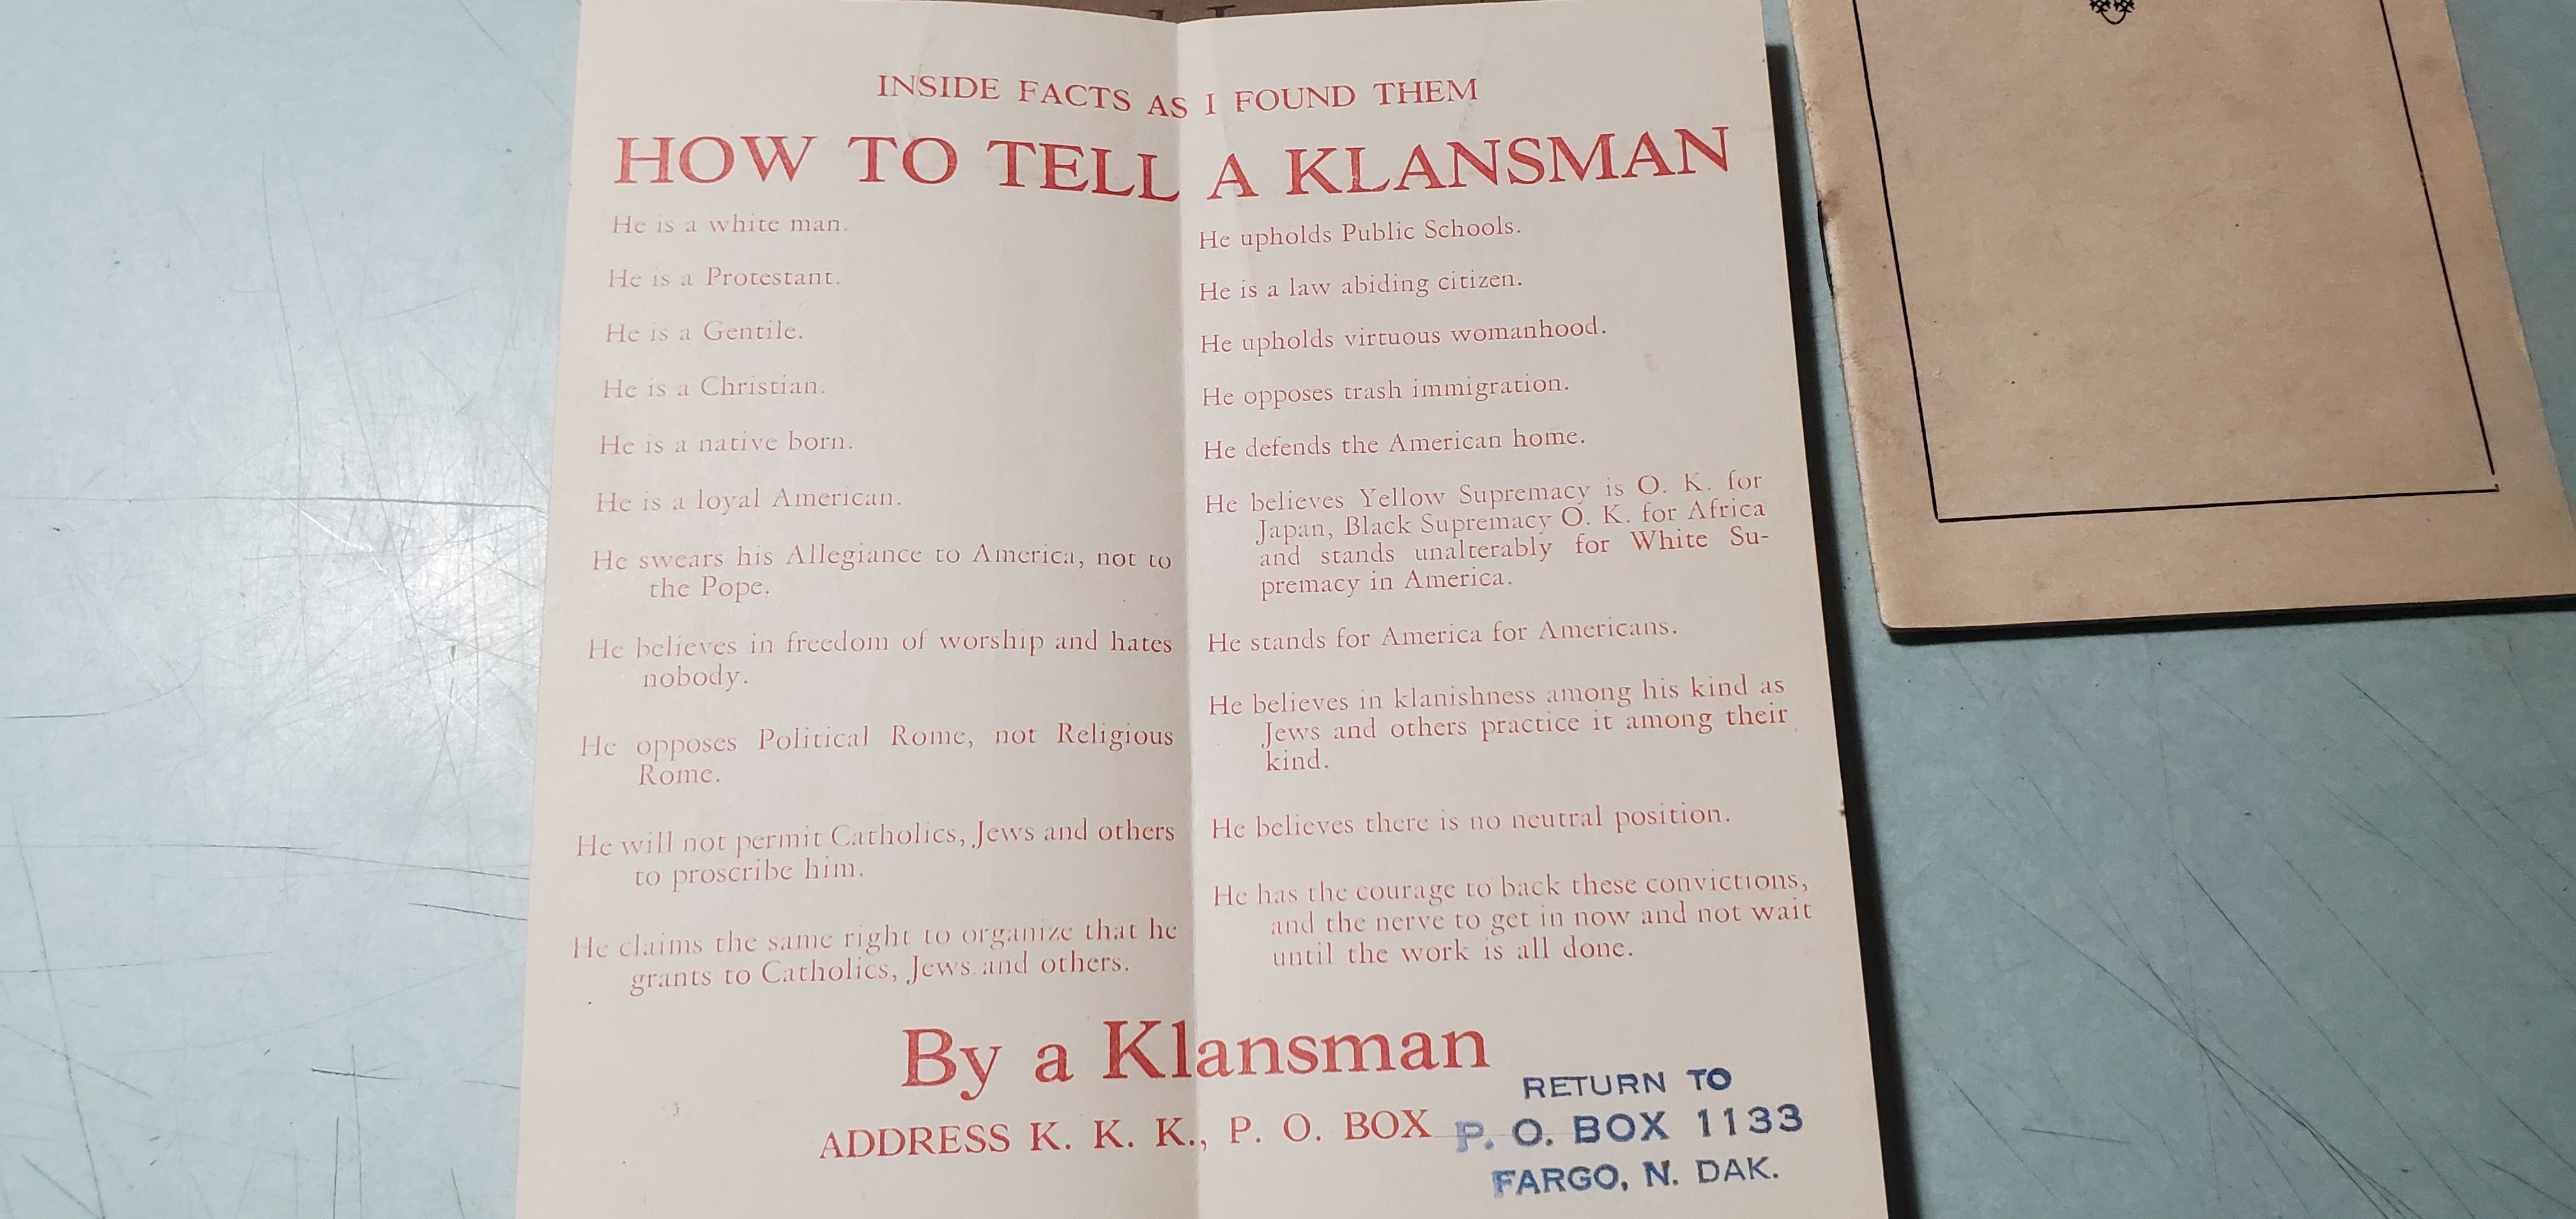 INSIDE FACTS AS I FOUND THEM
HOW TO TELL A KLANSMAN
He is a white man.
He is a Protestant.
He is a Gentile.
He is a Christian.
He is a native born.
He is a loyal American.
He swears his Allegiance to America, not to
the Pope.
He believes in freedom of worship and hates
nobody.
He opposes Political Rome, not Religious
Rome.
He will not permit Catholics, Jews and others
to proscribe him.
He claims the same right to organize that he
grants to Catholics, Jews and others.
He upholds Public Schools.
He is a law abiding citizen.
He upholds virtuous womanhood.
He opposes trash immigration.
He defends the American home.
He believes Yellow Supremacy is O. K. for
Japan, Black Supremacy O. K. for Africa
and stands unalterably for White Su-
premacy in America.
He stands for America for Americans.
He believes in klanishness among his kind as
Jews and others practice it among their
kind.
He believes there is no neutral position.
He has the courage to back these convictions,
and the nerve to get in now and not wait
until the work is all done.
By a Klansman
ADDRESS K. K. K., P. O. BOX
RETURN TO
P. O. BOX 1133
FARGO, N. DAK.